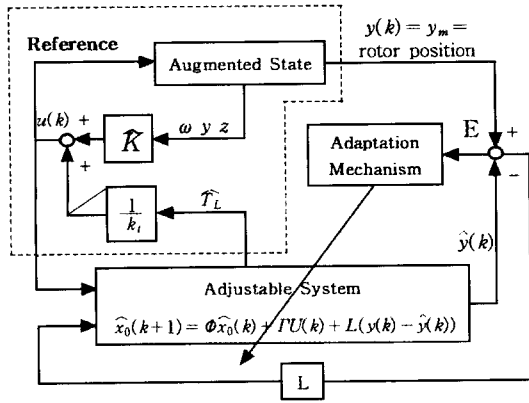 y(k) = y_m =
rotor position
Reference
Augmented State
u(k) +
+
K̂
ω y z
1/k_t
T̂_L
Adaptation
Mechanism
E
+
−
ŷ(k)
Adjustable System
x̂_0(k+1) = Φx̂_0(k) + ΓU(k) + L(y(k) − ŷ(k))
L